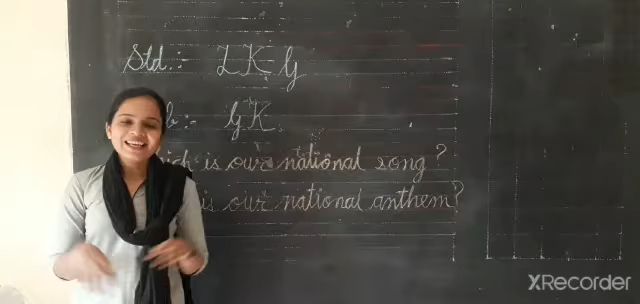 Std.:- LKG
:- GK.
is our national song?
is our national anthem?
XRecorder